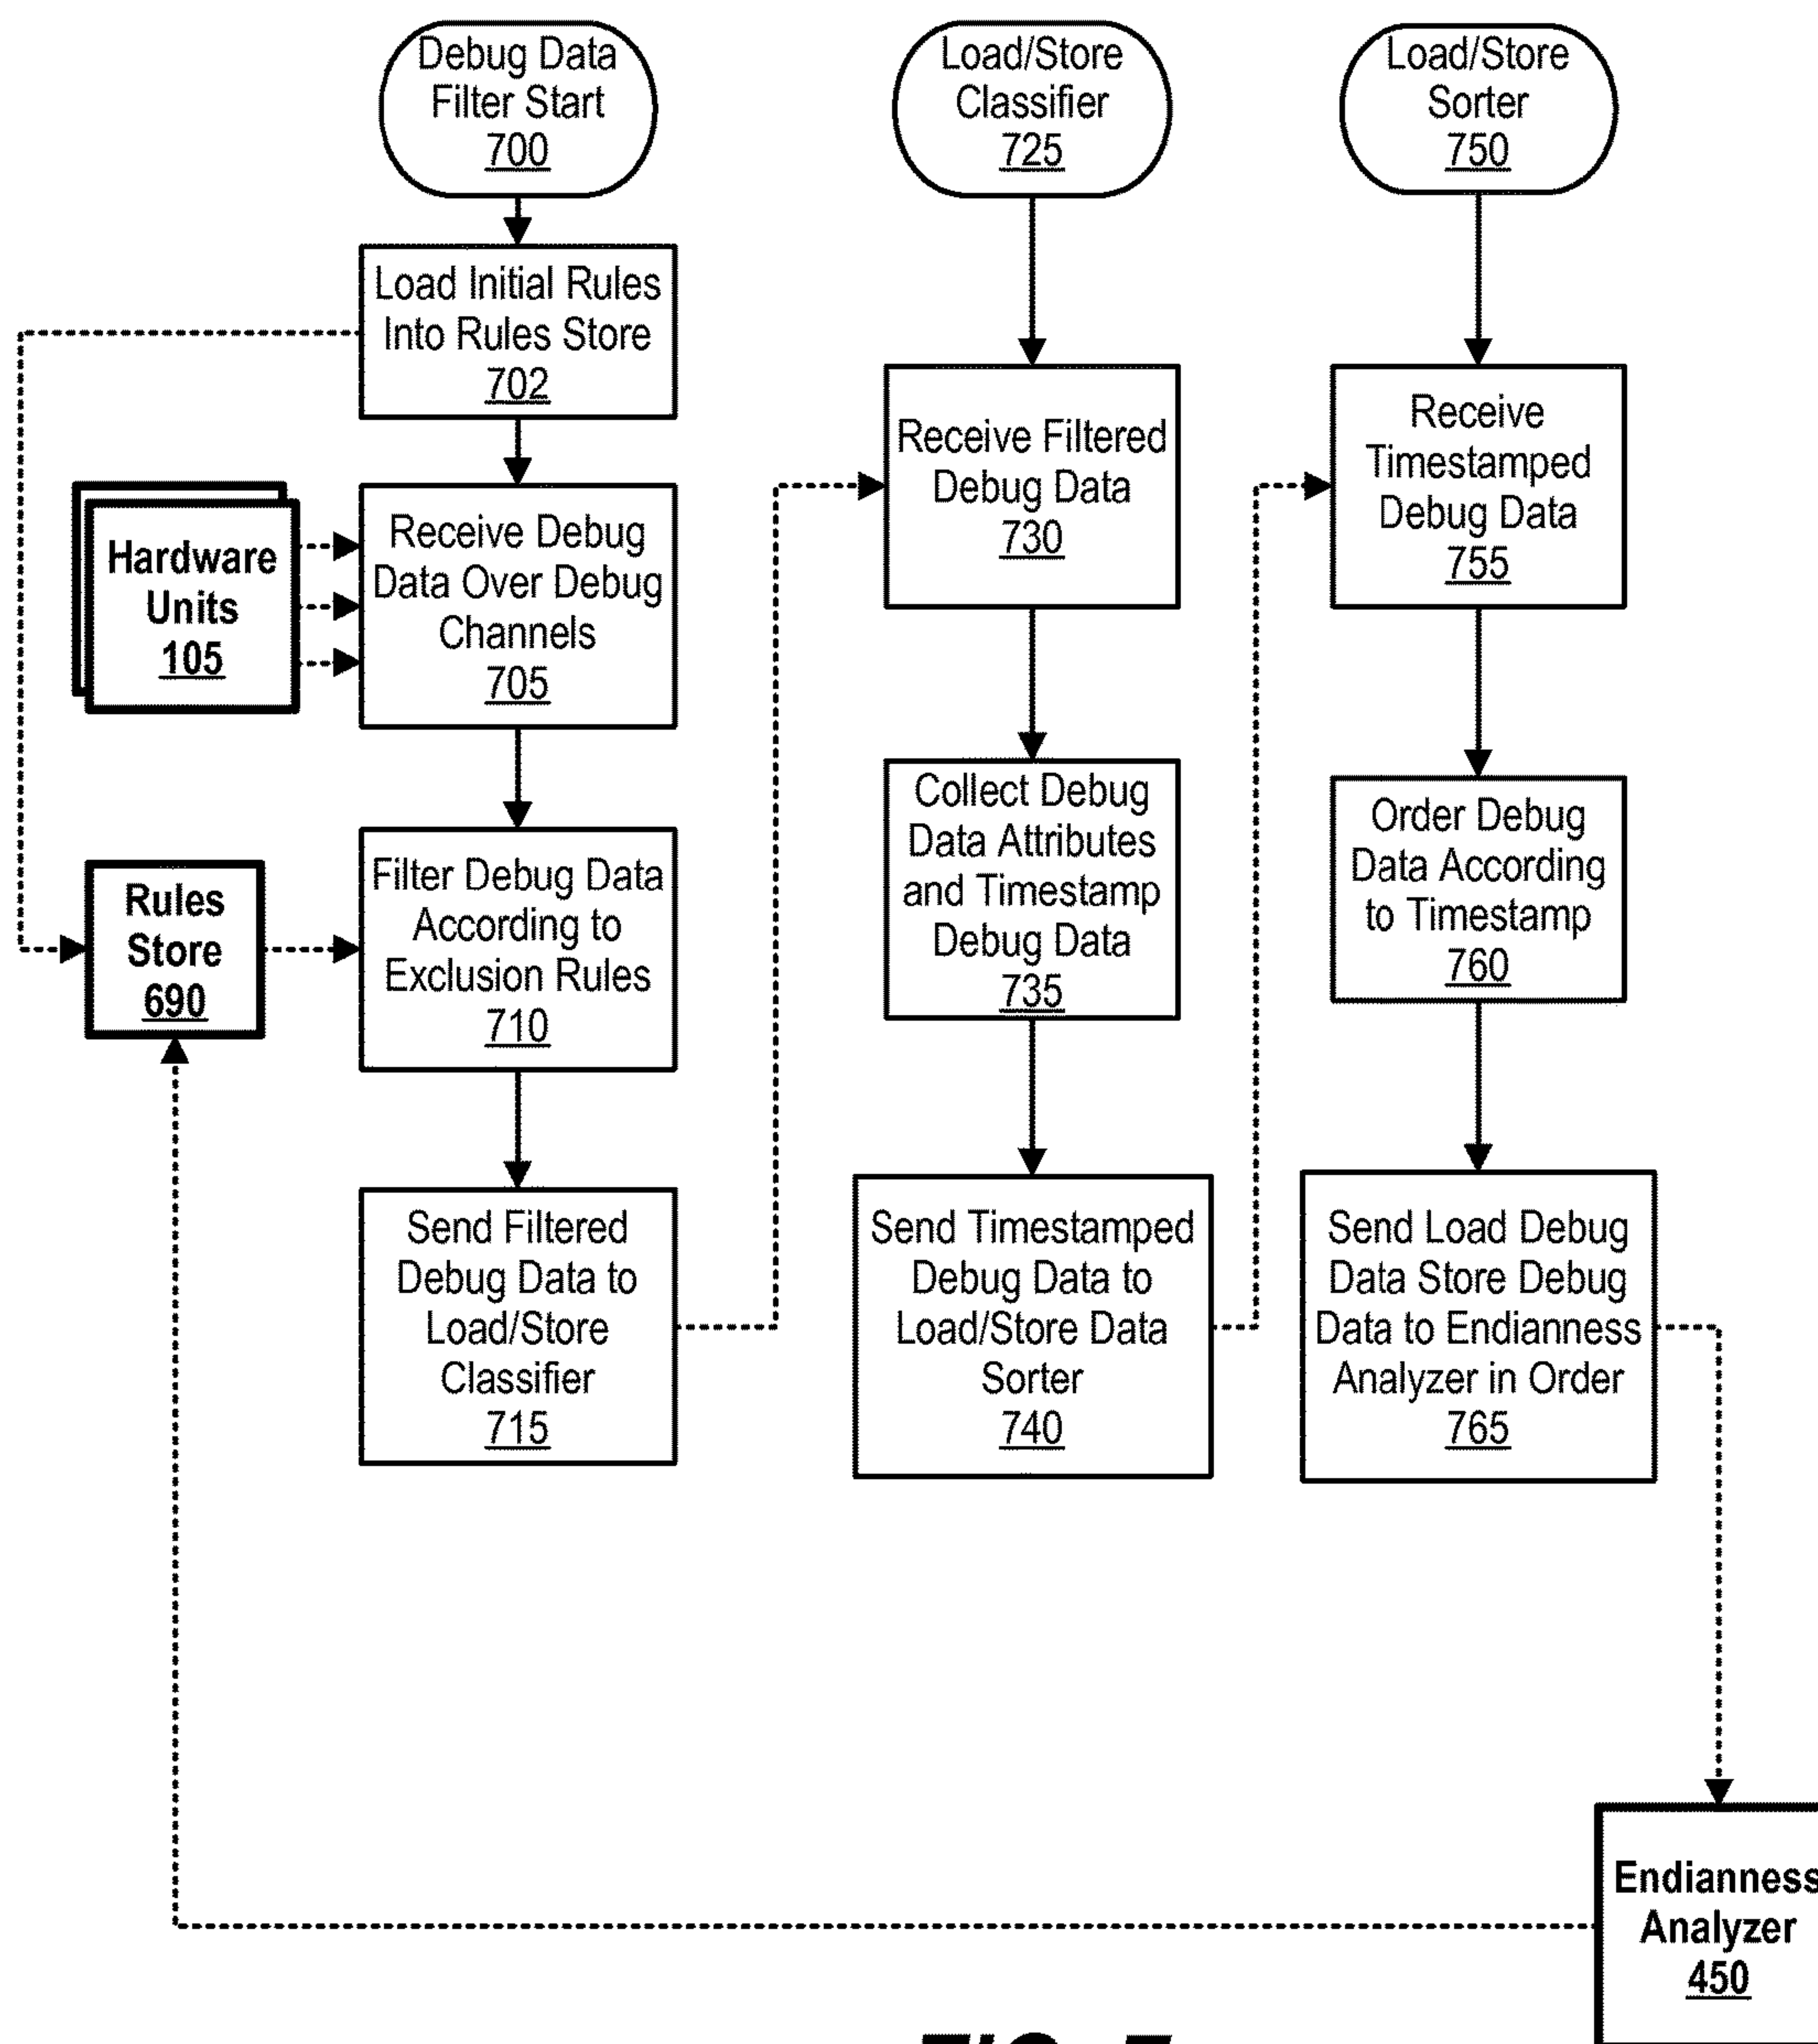 Debug Data
Filter Start
700
Load Initial Rules
Into Rules Store
702
Hardware
Units
105
Receive Debug
Data Over Debug
Channels
705
Rules
Store
690
Filter Debug Data
According to
Exclusion Rules
710
Send Filtered
Debug Data to
Load/Store
Classifier
715
Load/Store
Classifier
725
Receive Filtered
Debug Data
730
Collect Debug
Data Attributes
and Timestamp
Debug Data
735
Send Timestamped
Debug Data to
Load/Store Data
Sorter
740
Load/Store
Sorter
750
Receive
Timestamped
Debug Data
755
Order Debug
Data According
to Timestamp
760
Send Load Debug
Data Store Debug
Data to Endianness
Analyzer in Order
765
Endianness
Analyzer
450